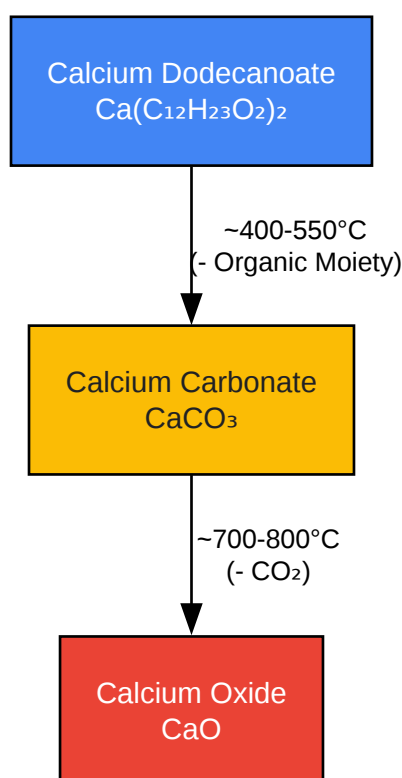 Calcium Dodecanoate
Ca(C₁₂H₂₃O₂)₂
~400-550°C
(- Organic Moiety)
Calcium Carbonate
CaCO₃
~700-800°C
(- CO₂)
Calcium Oxide
CaO